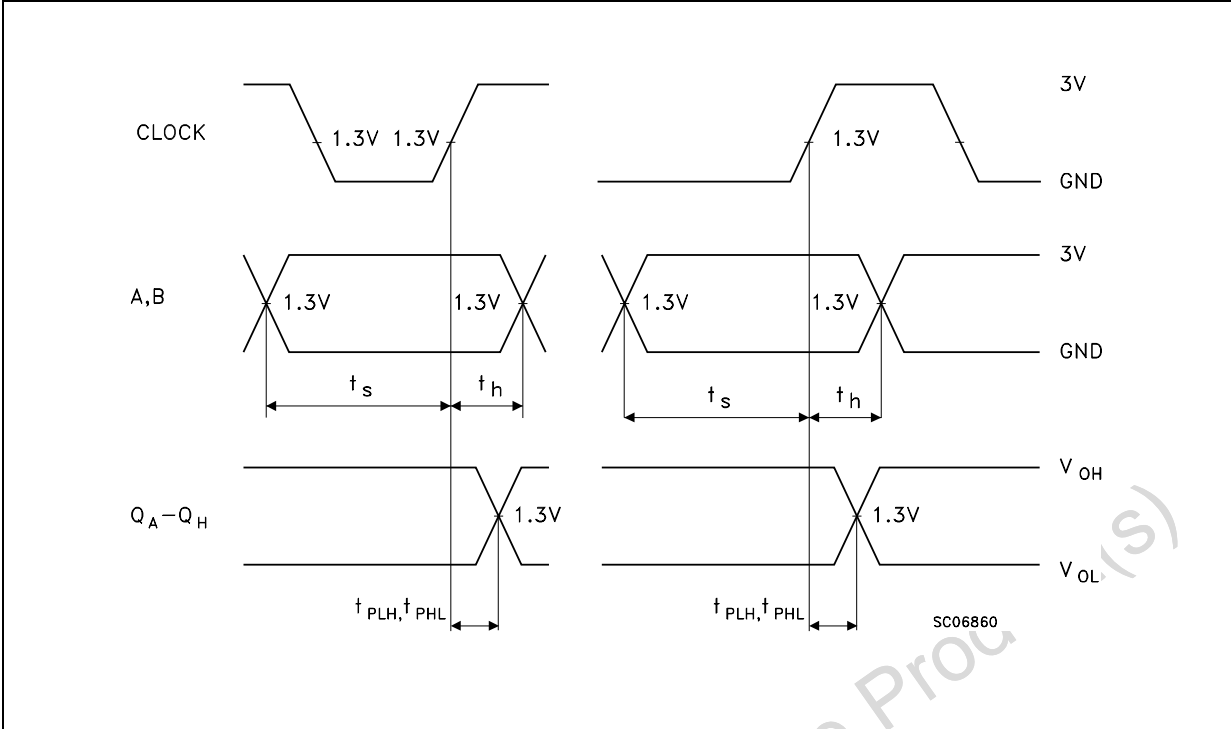 3V
CLOCK 1.3V 1.3V 1.3V
GND
3V
A,B 1.3V 1.3V 1.3V 1.3V
GND
ts th ts th
VOH
QA-QH 1.3V 1.3V
VOL
tPLH,tPHL tPLH,tPHL
SC06860
(s)